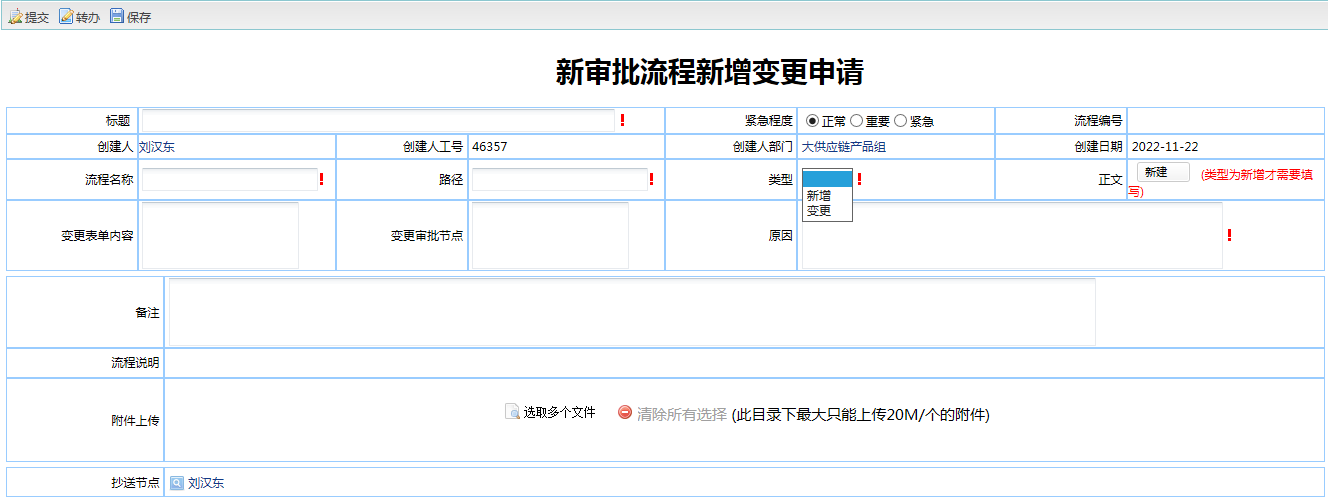 提交 转办 保存
新审批流程新增变更申请
标题 ! 紧急程度 正常 重要 紧急 流程编号
创建人 刘汉东 创建人工号 46357 创建人部门 大供应链产品组 创建日期 2022-11-22
流程名称 ! 路径 ! 类型 ! 正文 新建 (类型为新增才需要填
写)
新增
变更
变更表单内容 变更审批节点 原因 !
备注
流程说明
附件上传 选取多个文件 清除所有选择 (此目录下最大只能上传20M/个的附件)
抄送节点 刘汉东